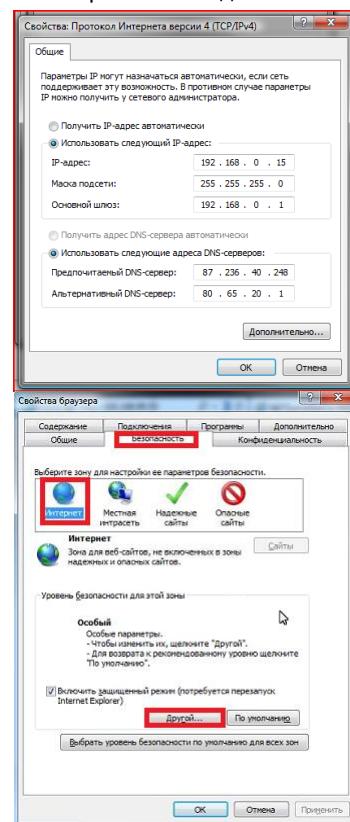 Свойства: Протокол Интернета версии 4 (TCP/IPv4)
Общие
Параметры IP могут назначаться автоматически, если сеть
поддерживает эту возможность. В противном случае параметры
IP можно получить у сетевого администратора.
Получить IP-адрес автоматически
Использовать следующий IP-адрес:
IP-адрес: 192 . 168 . 0 . 15
Маска подсети: 255 . 255 . 255 . 0
Основной шлюз: 192 . 168 . 0 . 1
Получить адрес DNS-сервера автоматически
Использовать следующие адреса DNS-серверов:
Предпочитаемый DNS-сервер: 87 . 236 . 40 . 248
Альтернативный DNS-сервер: 80 . 65 . 20 . 1
Дополнительно...
OK Отмена
Свойства браузера
Содержание Подключения Программы Дополнительно
Общие Безопасность Конфиденциальность
Выберите зону для настройки ее параметров безопасности.
Интернет Местная интрасеть Надежные сайты Опасные сайты
Интернет
Зона для веб-сайтов, не включенных в зоны
надежных и опасных сайтов.
Сайты
Уровень безопасности для этой зоны
Особый
Особые параметры.
- Чтобы изменить их, щелкните "Другой".
- Для возврата к рекомендованному уровню щелкните
"По умолчанию".
Включить защищенный режим (потребуется перезапуск
Internet Explorer)
Другой... По умолчанию
Выбрать уровень безопасности по умолчанию для всех зон
OK Отмена Применить